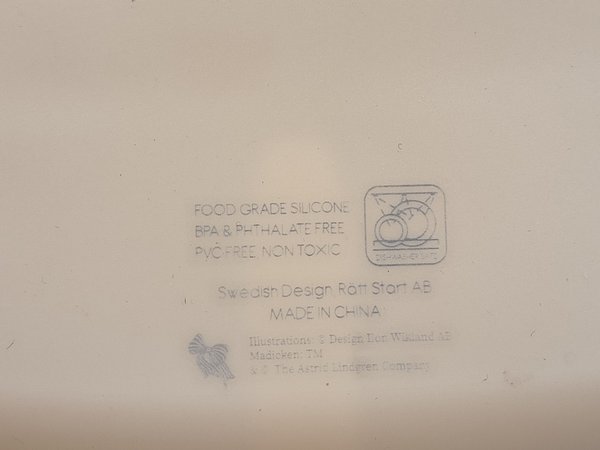 FOOD GRADE SILICONE
BPA & PHTHALATE FREE
PVC FREE, NON TOXIC
DISHWASHER SAFE
Swedish Design Rätt Start AB
MADE IN CHINA
Illustrations: © Design Ilon Wikland AB
Madicken: TM
& © The Astrid Lindgren Company